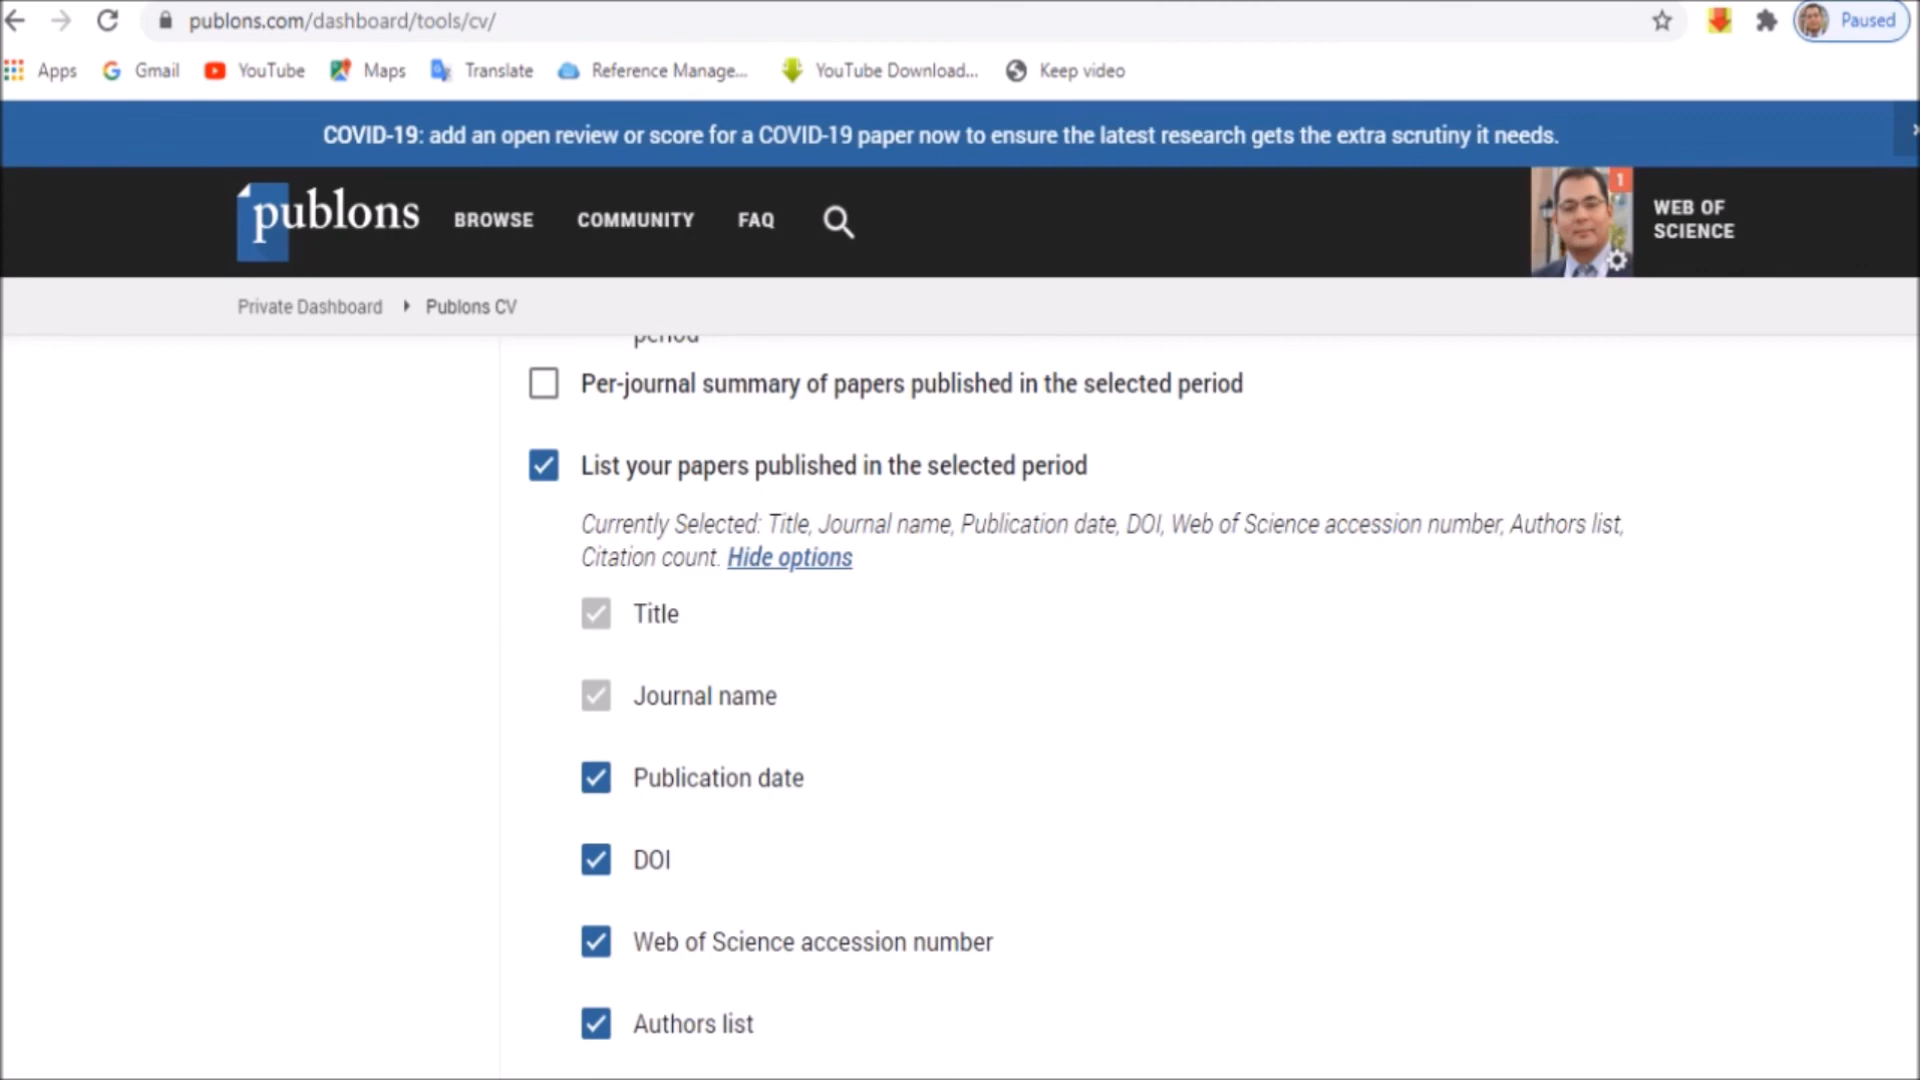 publons.com/dashboard/tools/cv/
Paused
Apps
Gmail
YouTube
Maps
Translate
Reference Manage...
YouTube Download...
Keep video
COVID-19: add an open review or score for a COVID-19 paper now to ensure the latest research gets the extra scrutiny it needs.
publons
BROWSE
COMMUNITY
FAQ
1
WEB OF
SCIENCE
Private Dashboard
Publons CV
period
Per-journal summary of papers published in the selected period
List your papers published in the selected period
Currently Selected: Title, Journal name, Publication date, DOI, Web of Science accession number, Authors list,
Citation count. Hide options
Title
Journal name
Publication date
DOI
Web of Science accession number
Authors list